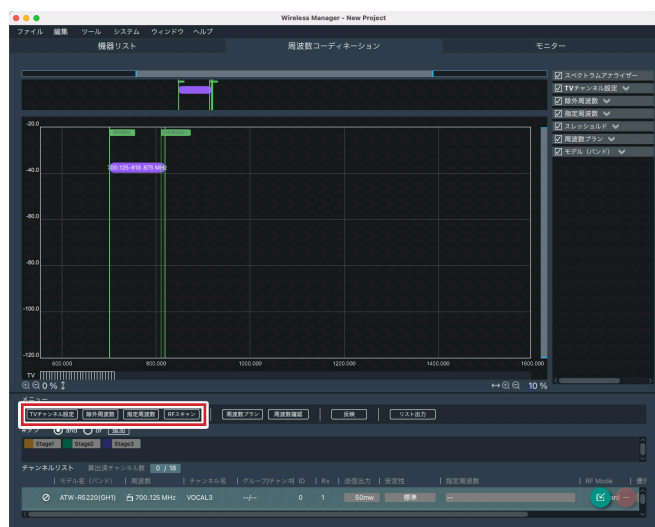 Wireless Manager - New Project
ファイル 編集 ツール システム ウィンドウ ヘルプ
機器リスト 周波数コーディネーション モニター
スペクトラムアナライザー
TVチャンネル設定
除外周波数
指定周波数
スレッショルド
周波数プラン
モデル (バンド)
-20.0
700.125-819.875 MHz
-40.0
-60.0
-80.0
-100.0
-120.0
600.000 800.000 1000.000 1200.000 1400.000 1600.000
TV
0 % 10 %
メニュー
TVチャンネル設定 除外周波数 指定周波数 RFスキャン 周波数プラン 周波数確認 反映 リスト出力
and or 追加
Stage1 Stage2 Stage3
チャンネルリスト 算出済チャンネル数 0 / 18
モデル名 (バンド) 周波数 チャンネル名 グループ/チャンネル ID Rx 送信出力 安定性 指定周波数 RF Mode
ATW-R5220(GH1) 700.125 MHz VOCAL3 --/-- 0 1 50mw 標準 --